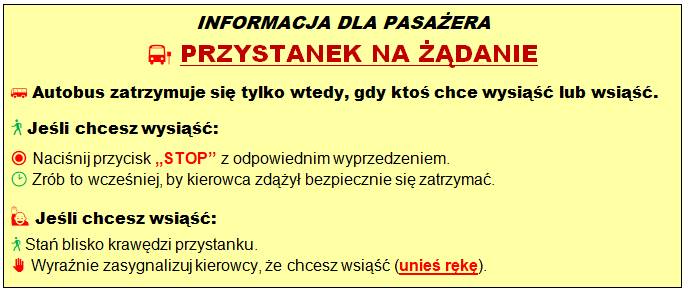 INFORMACJA DLA PASAŻERA
PRZYSTANEK NA ŻĄDANIE
Autobus zatrzymuje się tylko wtedy, gdy ktoś chce wysiąść lub wsiąść.
Jeśli chcesz wysiąść:
Naciśnij przycisk „STOP” z odpowiednim wyprzedzeniem.
Zrób to wcześniej, by kierowca zdążył bezpiecznie się zatrzymać.
Jeśli chcesz wsiąść:
Stań blisko krawędzi przystanku.
Wyraźnie zasygnalizuj kierowcy, że chcesz wsiąść (unieś rękę).